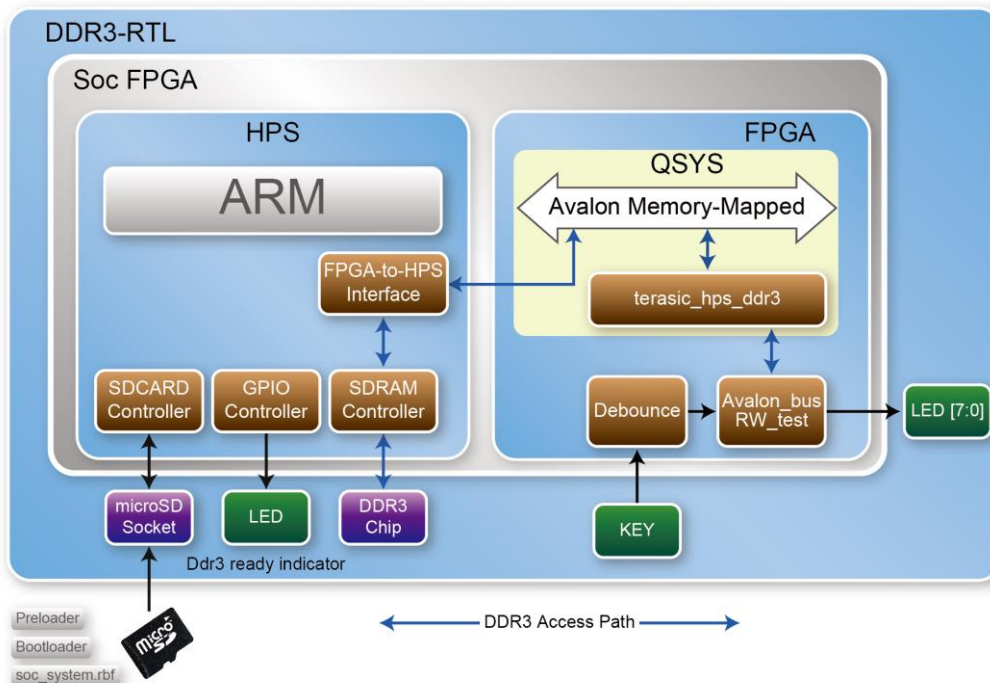 DDR3-RTL
Soc FPGA
HPS
FPGA
ARM
QSYS
Avalon Memory-Mapped
FPGA-to-HPS
Interface
terasic_hps_ddr3
SDCARD
Controller
GPIO
Controller
SDRAM
Controller
Debounce
Avalon_bus
RW_test
LED [7:0]
microSD
Socket
LED
DDR3
Chip
KEY
Ddr3 ready indicator
Preloader
Bootloader
soc_system.rbf
micro
SD
DDR3 Access Path